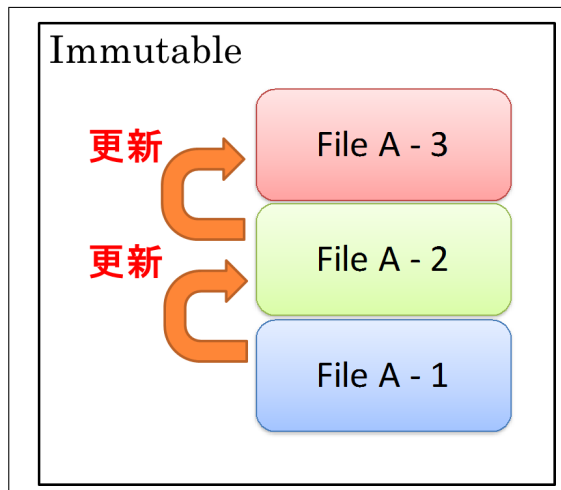 Immutable
更新
File A - 3
更新
File A - 2
File A - 1